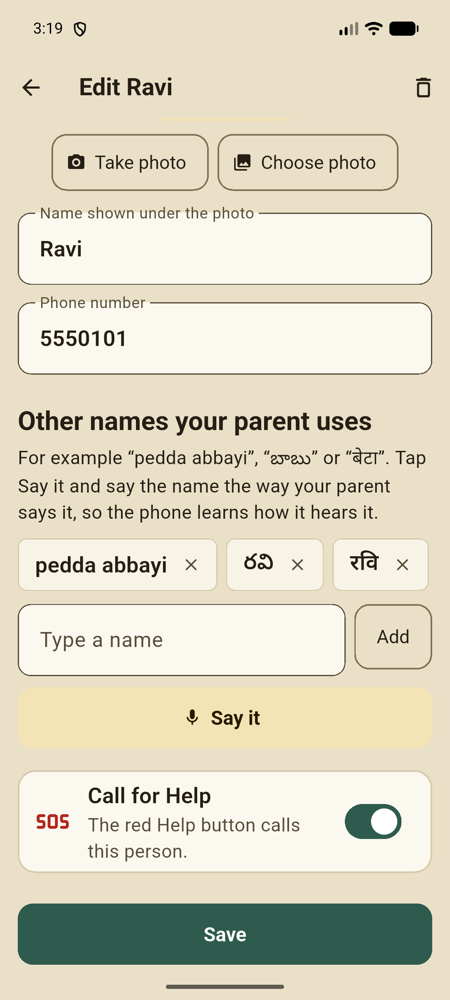 3:19
Edit Ravi
Take photo
Choose photo
Name shown under the photo
Ravi
Phone number
5550101
Other names your parent uses
For example “pedda abbayi”, “బాబు” or “बेटा”. Tap
Say it and say the name the way your parent
says it, so the phone learns how it hears it.
pedda abbayi
రవి
रवि
Type a name
Add
Say it
SOS
Call for Help
The red Help button calls
this person.
Save